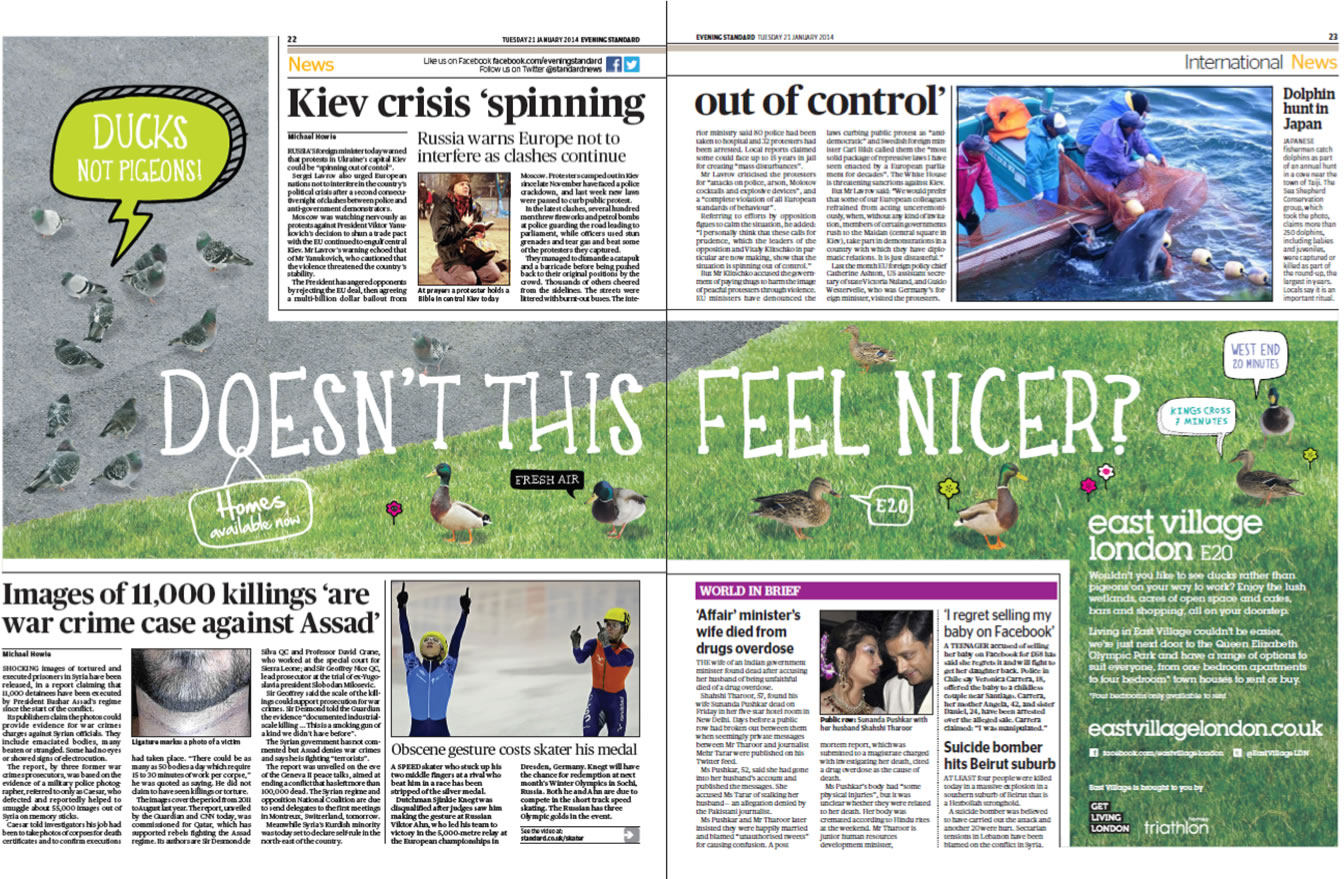 22
TUESDAY 21 JANUARY 2014 EVENING STANDARD
News
Like us on Facebook facebook.com/eveningstandard
Follow us on Twitter @standardnews
EVENING STANDARD TUESDAY 21 JANUARY 2014
23
International News
DUCKS
NOT PIGEONS!
Kiev crisis ‘spinning
out of control’
Michael Howie
RUSSIA’S foreign minister today warned
that protests in Ukraine’s capital Kiev
could be “spinning out of contol”.
Sergei Lavrov also urged European
nations not to interfere in the country’s
political crisis after a second consecu-
tive night of clashes between police and
anti-government demonstrators.
Moscow was watching nervously as
protests against President Viktor Yanu-
kovich’s decision to shun a trade pact
with the EU continued to engulf central
Kiev. Mr Lavrov’s warning echoed that
of Mr Yanukovich, who cautioned that
the violence threatened the country’s
stability.
The President has angered opponents
by rejecting the EU deal, then agreeing
a multi-billion dollar bailout from
Russia warns Europe not to
interfere as clashes continue
At prayer: a protester holds a
Bible in central Kiev today
Moscow. Protesters camped out in Kiev
since late November have faced a police
crackdown, and last week new laws
were passed to curb public protest.
In the latest clashes, several hundred
men threw fireworks and petrol bombs
at police guarding the road leading to
parliament, while officers used stun
grenades and tear gas and beat some
of the protesters they captured.
They managed to dismantle a catapult
and a barricade before being pushed
back to their original positions by the
crowd. Thousands of others cheered
from the sidelines. The streets were
littered with burnt-out buses. The inte-
rior ministry said 80 police had been
taken to hospital and 32 protesters had
been arrested. Local reports claimed
some could face up to 15 years in jail
for creating “mass disturbances”.
Mr Lavrov criticised the protesters
for “attacks on police, arson, Molotov
cocktails and explosive devices”, and
a “complete violation of all European
standards of behaviour”.
Referring to efforts by opposition
figures to calm the situation, he added:
“I personally think that these calls for
prudence, which the leaders of the
opposition and Vitaly Klitschko in par-
ticular are now making, show that the
situation is spinning out of control.”
But Mr Klitschko accused the govern-
ment of paying thugs to harm the image
of peaceful protesters through violence.
EU ministers have denounced the
laws curbing public protest as “anti-
democratic” and Swedish foreign min-
ister Carl Bildt called them the “most
solid package of repressive laws I have
seen enacted by a European parlia-
ment for decades”. The White House
is threatening sanctions against Kiev.
But Mr Lavrov said: “We would prefer
that some of our European colleagues
refrained from acting unceremoni-
ously, when, without any kind of invita-
tion, members of certain governments
rush to the Maidan (central square in
Kiev), take part in demonstrations in a
country with which they have diplo-
matic relations. It is just distasteful.”
Last the month EU foreign policy chief
Catherine Ashton, US assistant secre-
tary of state Victoria Nuland, and Guido
Westerwelle, who was Germany’s for-
eign minister, visited the protesters.
Dolphin
hunt in
Japan
JAPANESE
fishermen catch
dolphins as part
of an annual hunt
in a cove near the
town of Taiji. The
Sea Shepherd
Conservation
group, which
took the photo,
claims more than
250 dolphins,
including babies
and juveniles,
were captured or
killed as part of
the round-up, the
largest in years.
Locals say it is an
important ritual.
DOESN’T THIS FEEL NICER?
Homes
available now
FRESH AIR
E20
WEST END
20 MINUTES
KINGS CROSS
7 MINUTES
east village
london E20
Wouldn’t you like to see ducks rather than
pigeons on your way to work? Enjoy the lush
wetlands, acres of open space and cafes,
bars and shopping, all on your doorstep.
Living in East Village couldn’t be easier,
we’re just next door to the Queen Elizabeth
Olympic Park and have a range of options to
suit everyone, from one bedroom apartments
to four bedroom* town houses to rent or buy.
*Four bedrooms only available to rent
eastvillagelondon.co.uk
@East Village LDN
East Village is brought to you by
GET
LIVING
LONDON
triathlon
homes
Images of 11,000 killings ‘are
war crime case against Assad’
Michael Howie
SHOCKING images of tortured and
executed prisoners in Syria have been
released, in a report claiming that
11,000 detainees have been executed
by President Bashar Assad’s regime
since the start of the conflict.
Its publishers claim the photos could
provide evidence for war crimes
charges against Syrian officials. They
include emaciated bodies, many
beaten or strangled. Some had no eyes
or showed signs of electrocution.
The report, by three former war
crimes prosecutors, was based on the
evidence of a military police photog-
rapher, referred to only as Caesar, who
defected and reportedly helped to
smuggle about 55,000 images out of
Syria on memory sticks.
Caesar told investigators his job had
been to take photos of corpses for death
certificates and to confirm executions
Ligature marks: a photo of a victim
had taken place. “There could be as
many as 50 bodies a day which require
15 to 30 minutes of work per corpse,”
he was quoted as saying. He did not
claim to have seen killings or torture.
The images cover the period from 2011
to August last year. The report, unveiled
by the Guardian and CNN today, was
commissioned for Qatar, which has
supported rebels fighting the Assad
regime. Its authors are Sir Desmond de
Silva QC and Professor David Crane,
who worked at the special court for
Sierra Leone; and Sir Geoffrey Nice QC,
lead prosecutor at the trial of ex-Yugo-
slavia president Slobodan Milosevic.
Sir Geoffrey said the scale of the kill-
ings could support prosecution for war
crimes. Sir Desmond told the Guardian
the evidence “documented industrial-
scale killing ... This is a smoking gun of
a kind we didn’t have before”.
The Syrian government has not com-
mented but Assad denies war crimes
and says he is fighting “terrorists”.
The report was unveiled on the eve
of the Geneva II peace talks, aimed at
ending a conflict that has left more than
100,000 dead. The Syrian regime and
opposition National Coalition are due
to send delegates to the first meetings
in Montreux, Switzerland, tomorrow.
Meanwhile Syria’s Kurdish minority
was today set to declare self-rule in the
north-east of the country.
Obscene gesture costs skater his medal
A SPEED skater who stuck up his
two middle fingers at a rival who
beat him in a race has been
stripped of the silver medal.
Dutchman Sjinkie Knegt was
disqualified after judges saw him
making the gesture at Russian
Viktor Ahn, who led his team to
victory in the 5,000-metre relay at
the European championships in
Dresden, Germany. Knegt will have
the chance for redemption at next
month’s Winter Olympics in Sochi,
Russia. Both he and Ahn are due to
compete in the short track speed
skating. The Russian has three
Olympic golds in the event.
See the video at:
standard.co.uk/skater
WORLD IN BRIEF
‘Affair’ minister’s
wife died from
drugs overdose
THE wife of an Indian government
minister found dead after accusing
her husband of being unfaithful
died of a drug overdose.
Shahshi Tharoor, 57, found his
wife Sunanda Pushkar dead on
Friday in her five-star hotel room in
New Delhi. Days before a public
row had broken out between them
when seemingly private messages
between Mr Tharoor and journalist
Mehr Tarar were published on his
Twitter feed.
Ms Pushkar, 52, said she had gone
into her husband’s account and
published the messages. She
accused Ms Tarar of stalking her
husband – an allegation denied by
the Pakistani journalist.
Ms Pushkar and Mr Tharoor later
insisted they were happily married
and blamed “unauthorised tweets”
for causing confusion. A post
Public row: Sunanda Pushkar with
her husband Shahshi Tharoor
mortem report, which was
submitted to a magistrate charged
with investigating her death, cited
a drug overdose as the cause of
death.
Ms Pushkar’s body had “some
physical injuries”, but it was
unclear whether they were related
to her death. Her body was
cremated according to Hindu rites
at the weekend. Mr Tharoor is
junior human resources
development minister,
‘I regret selling my
baby on Facebook’
A TEENAGER accused of selling
her baby on Facebook for £168 has
said she regrets it and will fight to
get her daughter back. Police in
Chile say Veronica Carrera, 18,
offered the baby to a childless
couple near Santiago. Carrera,
her mother Angela, 42, and sister
Daniel, 24, have been arrested
over the alleged sale. Carrera
claimed: “I was manipulated.”
Suicide bomber
hits Beirut suburb
AT LEAST four people were killed
today in a massive explosion in a
southern suburb of Beirut that is
a Hezbollah stronghold.
A suicide bomber was believed
to have carried out the attack and
another 20 were hurt. Sectarian
tensions in Lebanon have been
blamed on the conflict in Syria.